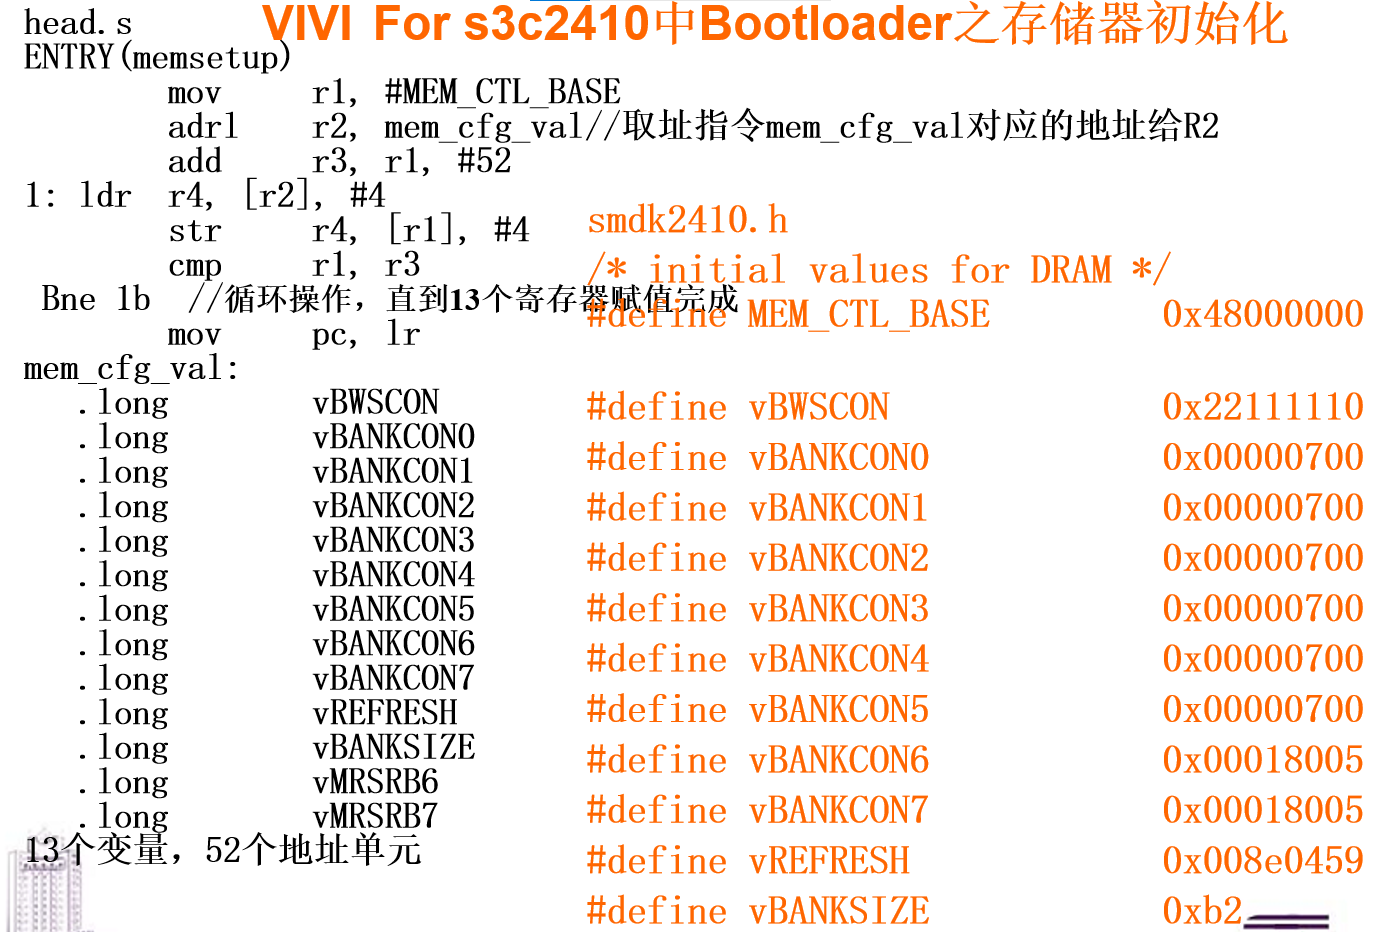 VIVI For s3c2410中Bootloader之存储器初始化
head.s
ENTRY(memsetup)
mov r1, #MEM_CTL_BASE
adrl r2, mem_cfg_val//取址指令mem_cfg_val对应的地址给R2
add r3, r1, #52
1: ldr r4, [r2], #4
str r4, [r1], #4
cmp r1, r3
Bne 1b //循环操作，直到13个寄存器赋值完成
mov pc, lr
mem_cfg_val:
.long vBWSCON
.long vBANKCON0
.long vBANKCON1
.long vBANKCON2
.long vBANKCON3
.long vBANKCON4
.long vBANKCON5
.long vBANKCON6
.long vBANKCON7
.long vREFRESH
.long vBANKSIZE
.long vMRSRB6
.long vMRSRB7
13个变量，52个地址单元
smdk2410.h
/* initial values for DRAM */
#define MEM_CTL_BASE 0x48000000
#define vBWSCON 0x22111110
#define vBANKCON0 0x00000700
#define vBANKCON1 0x00000700
#define vBANKCON2 0x00000700
#define vBANKCON3 0x00000700
#define vBANKCON4 0x00000700
#define vBANKCON5 0x00000700
#define vBANKCON6 0x00018005
#define vBANKCON7 0x00018005
#define vREFRESH 0x008e0459
#define vBANKSIZE 0xb2